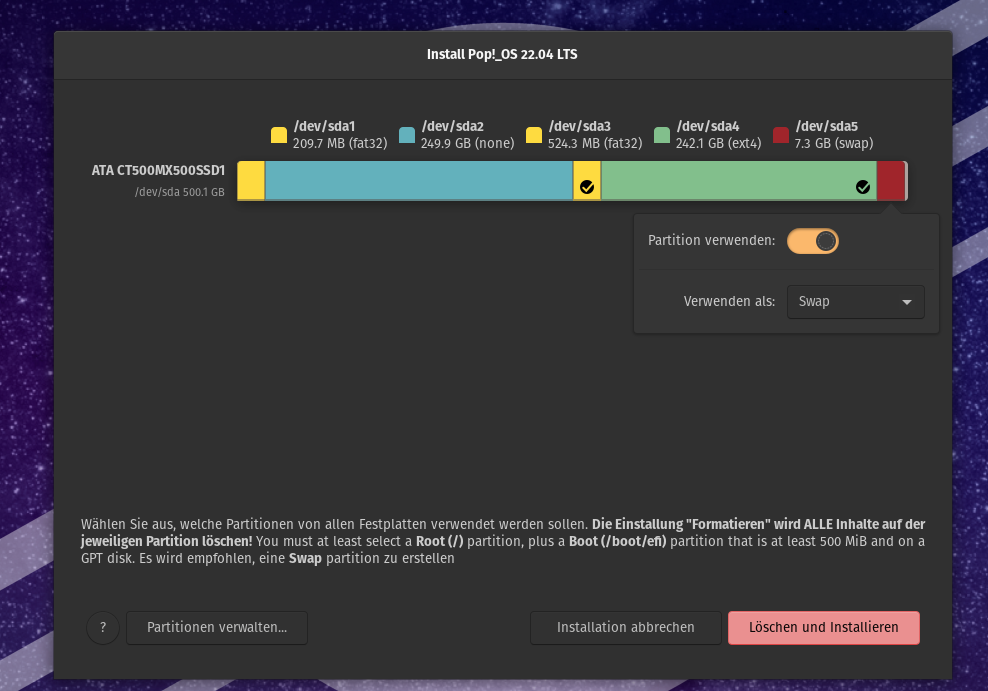 Install Pop!_OS 22.04 LTS
/dev/sda1
209.7 MB (fat32)
/dev/sda2
249.9 GB (none)
/dev/sda3
524.3 MB (fat32)
/dev/sda4
242.1 GB (ext4)
/dev/sda5
7.3 GB (swap)
ATA CT500MX500SSD1
/dev/sda 500.1 GB
Partition verwenden:
Verwenden als: Swap
Wählen Sie aus, welche Partitionen von allen Festplatten verwendet werden sollen. Die Einstallung "Formatieren" wird ALLE Inhalte auf der
jeweiligen Partition löschen! You must at least select a Root (/) partition, plus a Boot (/boot/efi) partition that is at least 500 MiB and on a
GPT disk. Es wird empfohlen, eine Swap partition zu erstellen
?
Partitionen verwalten...
Installation abbrechen
Löschen und Installieren